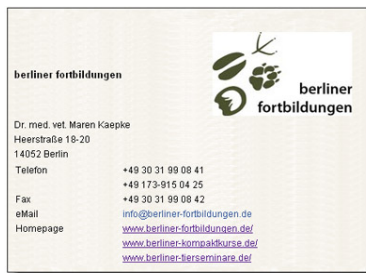 berliner fortbildungen
berliner
fortbildungen
Dr. med. vet. Maren Kaepke
Heerstraße 18-20
14052 Berlin
Telefon +49 30 31 99 08 41
+49 173-915 04 25
Fax +49 30 31 99 08 42
eMail info@berliner-fortbildungen.de
Homepage www.berliner-fortbildungen.de/
www.berliner-kompaktkurse.de/
www.berliner-tierseminare.de/